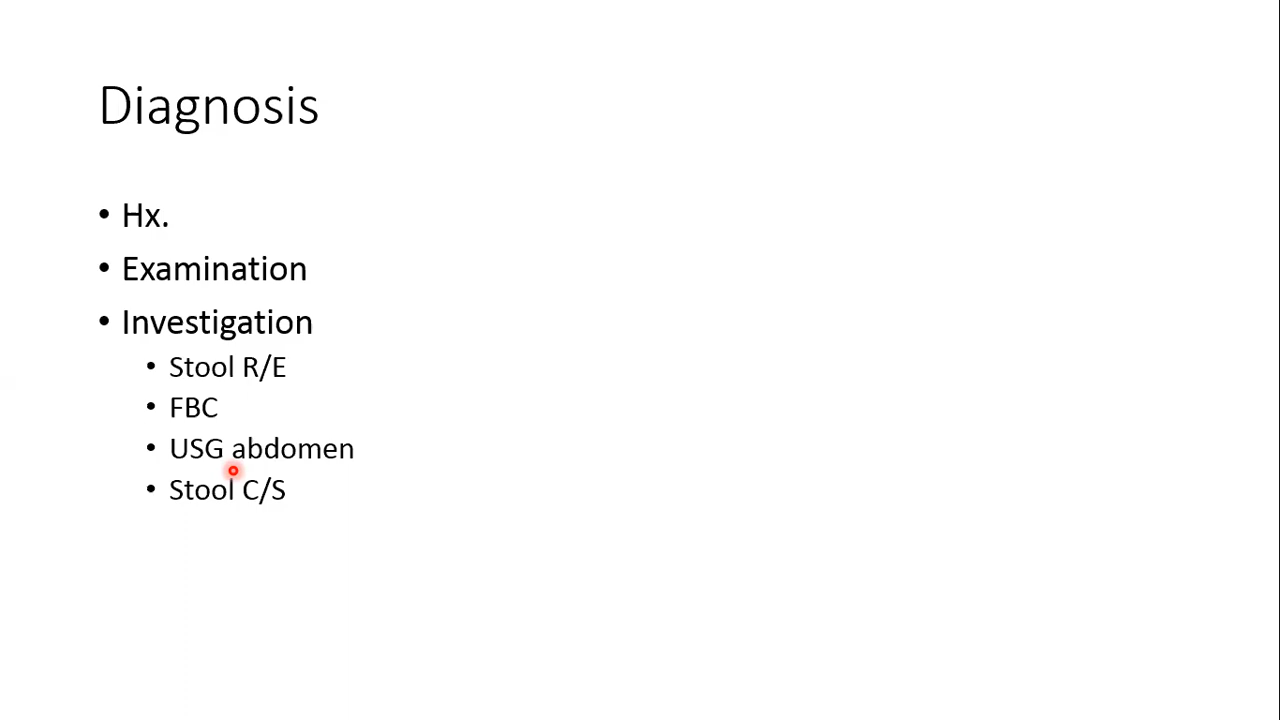 Diagnosis
• Hx.
• Examination
• Investigation
• Stool R/E
• FBC
• USG abdomen
• Stool C/S